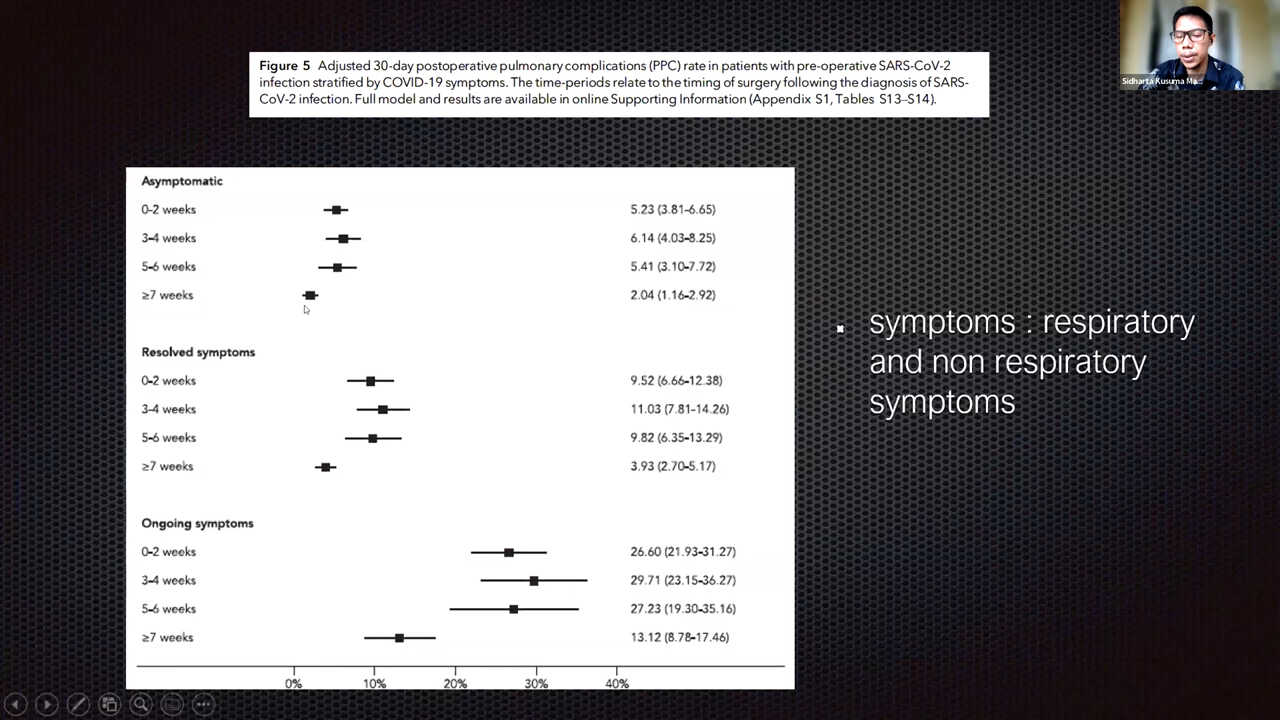 Figure 5 Adjusted 30-day postoperative pulmonary complications (PPC) rate in patients with pre-operative SARS-CoV-2
infection stratified by COVID-19 symptoms. The time-periods relate to the timing of surgery following the diagnosis of SARS-
CoV-2 infection. Full model and results are available in online Supporting Information (Appendix S1, Tables S13–S14).
Sidharta Kusuma Ma...
Asymptomatic
0-2 weeks 5.23 (3.81-6.65)
3-4 weeks 6.14 (4.03-8.25)
5-6 weeks 5.41 (3.10-7.72)
≥7 weeks 2.04 (1.16-2.92)
Resolved symptoms
0-2 weeks 9.52 (6.66-12.38)
3-4 weeks 11.03 (7.81-14.26)
5-6 weeks 9.82 (6.35-13.29)
≥7 weeks 3.93 (2.70-5.17)
Ongoing symptoms
0-2 weeks 26.60 (21.93-31.27)
3-4 weeks 29.71 (23.15-36.27)
5-6 weeks 27.23 (19.30-35.16)
≥7 weeks 13.12 (8.78-17.46)
0% 10% 20% 30% 40%
symptoms : respiratory
and non respiratory
symptoms